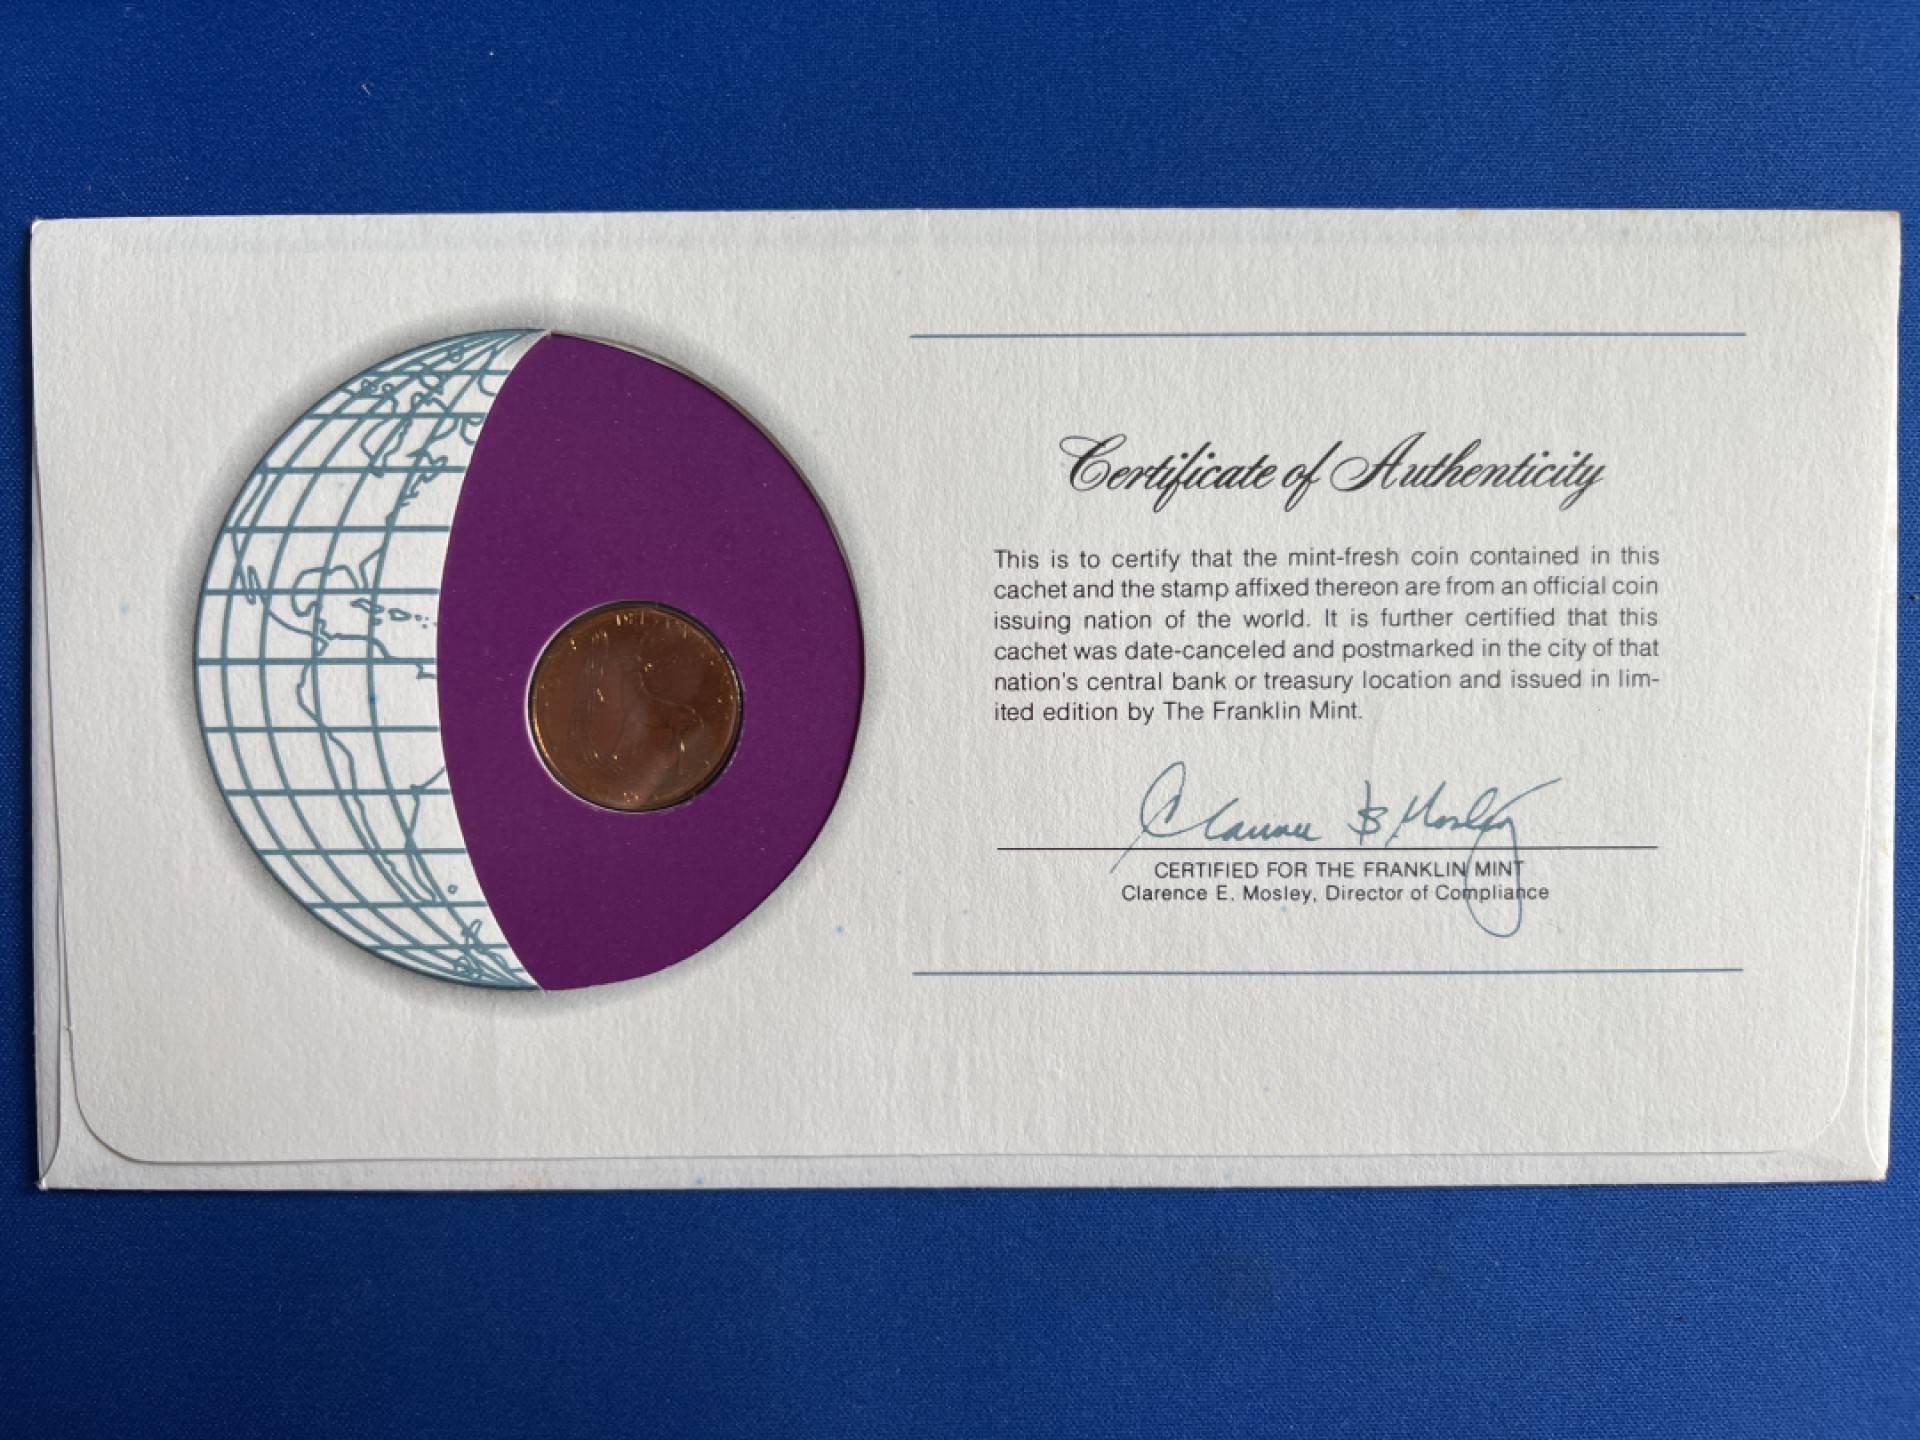 Certificate of Authenticity
This is to certify that the mint-fresh coin contained in this
cachet and the stamp affixed thereon are from an official coin
issuing nation of the world. It is further certified that this
cachet was date-canceled and postmarked in the city of that
nation's central bank or treasury location and issued in lim-
ited edition by The Franklin Mint.
CERTIFIED FOR THE FRANKLIN MINT
Clarence E. Mosley, Director of Compliance